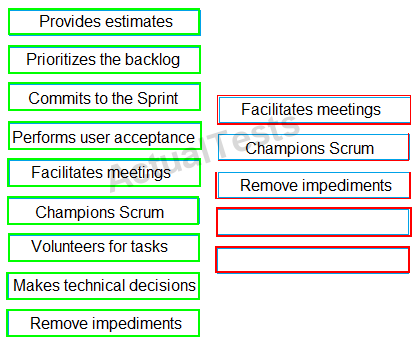 Provides estimates
Prioritizes the backlog
Commits to the Sprint
Performs user acceptance
Facilitates meetings
Champions Scrum
Volunteers for tasks
Makes technical decisions
Remove impediments
Facilitates meetings
Champions Scrum
Remove impediments
ActualTests